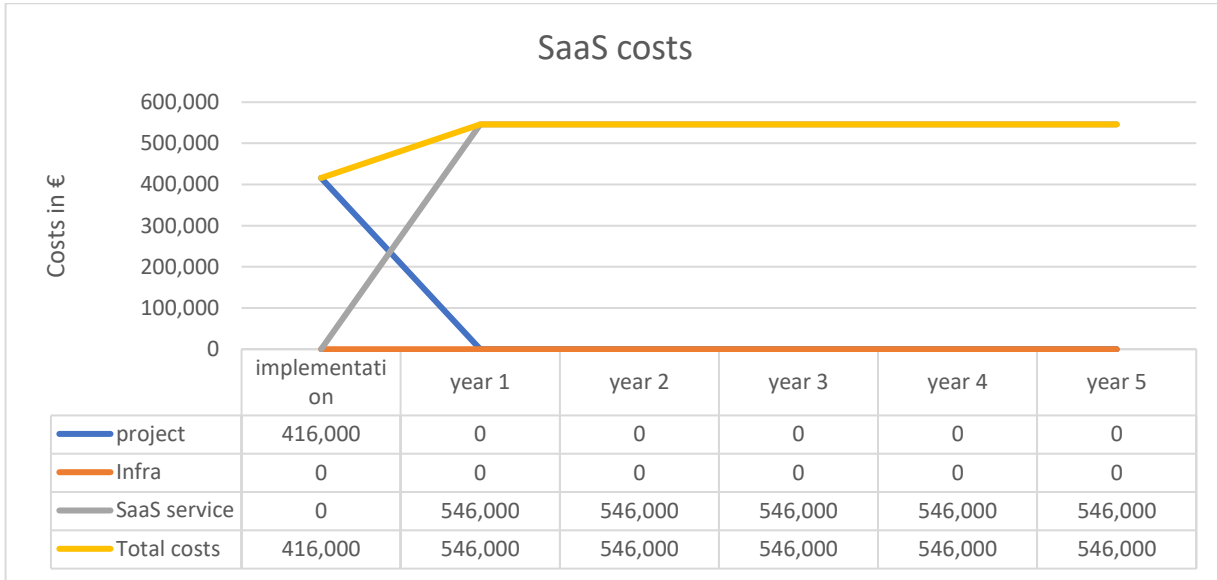 SaaS costs
Costs in €
600,000
500,000
400,000
300,000
200,000
100,000
0
implementati
on year 1 year 2 year 3 year 4 year 5
project 416,000 0 0 0 0 0
Infra 0 0 0 0 0 0
SaaS service 0 546,000 546,000 546,000 546,000 546,000
Total costs 416,000 546,000 546,000 546,000 546,000 546,000